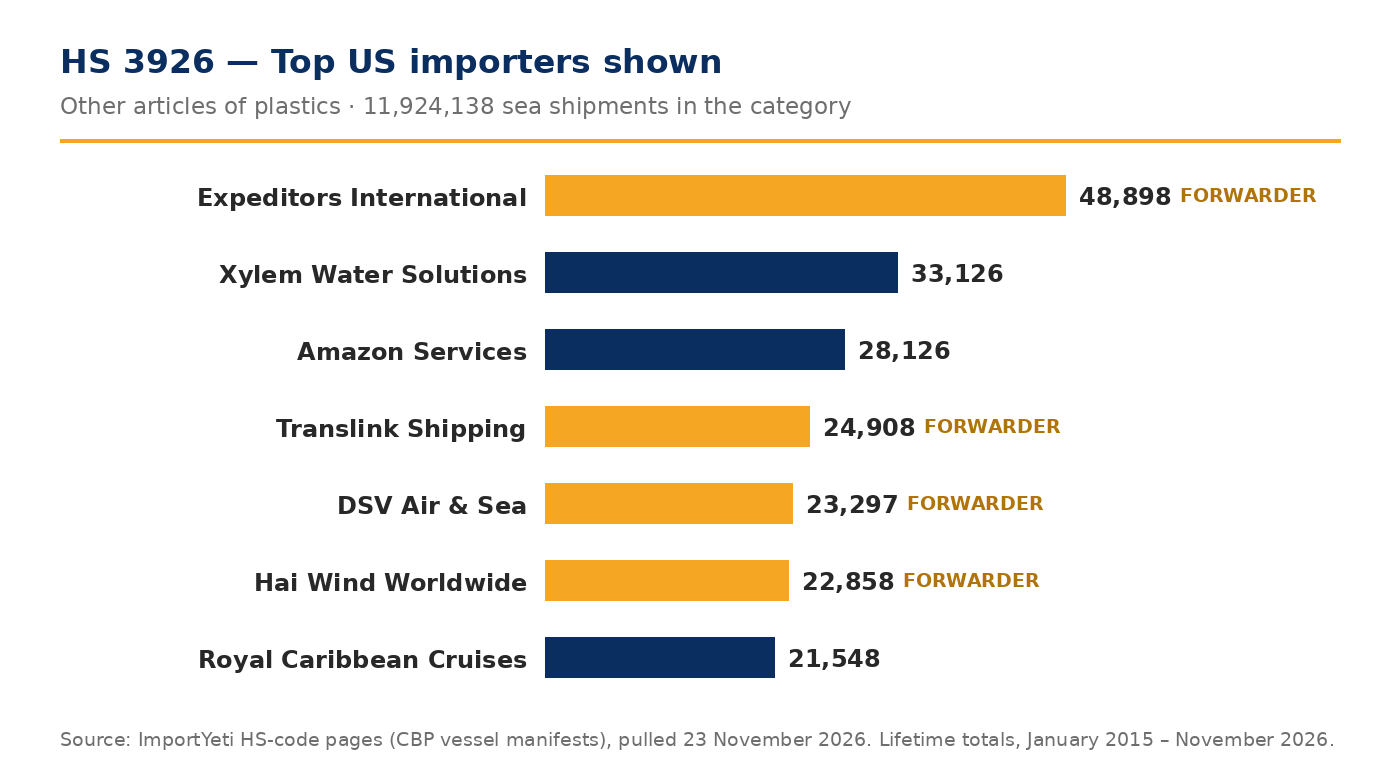 HS 3926 — Top US importers shown
Other articles of plastics · 11,924,138 sea shipments in the category
Expeditors International 48,898 FORWARDER
Xylem Water Solutions 33,126
Amazon Services 28,126
Translink Shipping 24,908 FORWARDER
DSV Air & Sea 23,297 FORWARDER
Hai Wind Worldwide 22,858 FORWARDER
Royal Caribbean Cruises 21,548
Source: ImportYeti HS-code pages (CBP vessel manifests), pulled 23 November 2026. Lifetime totals, January 2015 – November 2026.